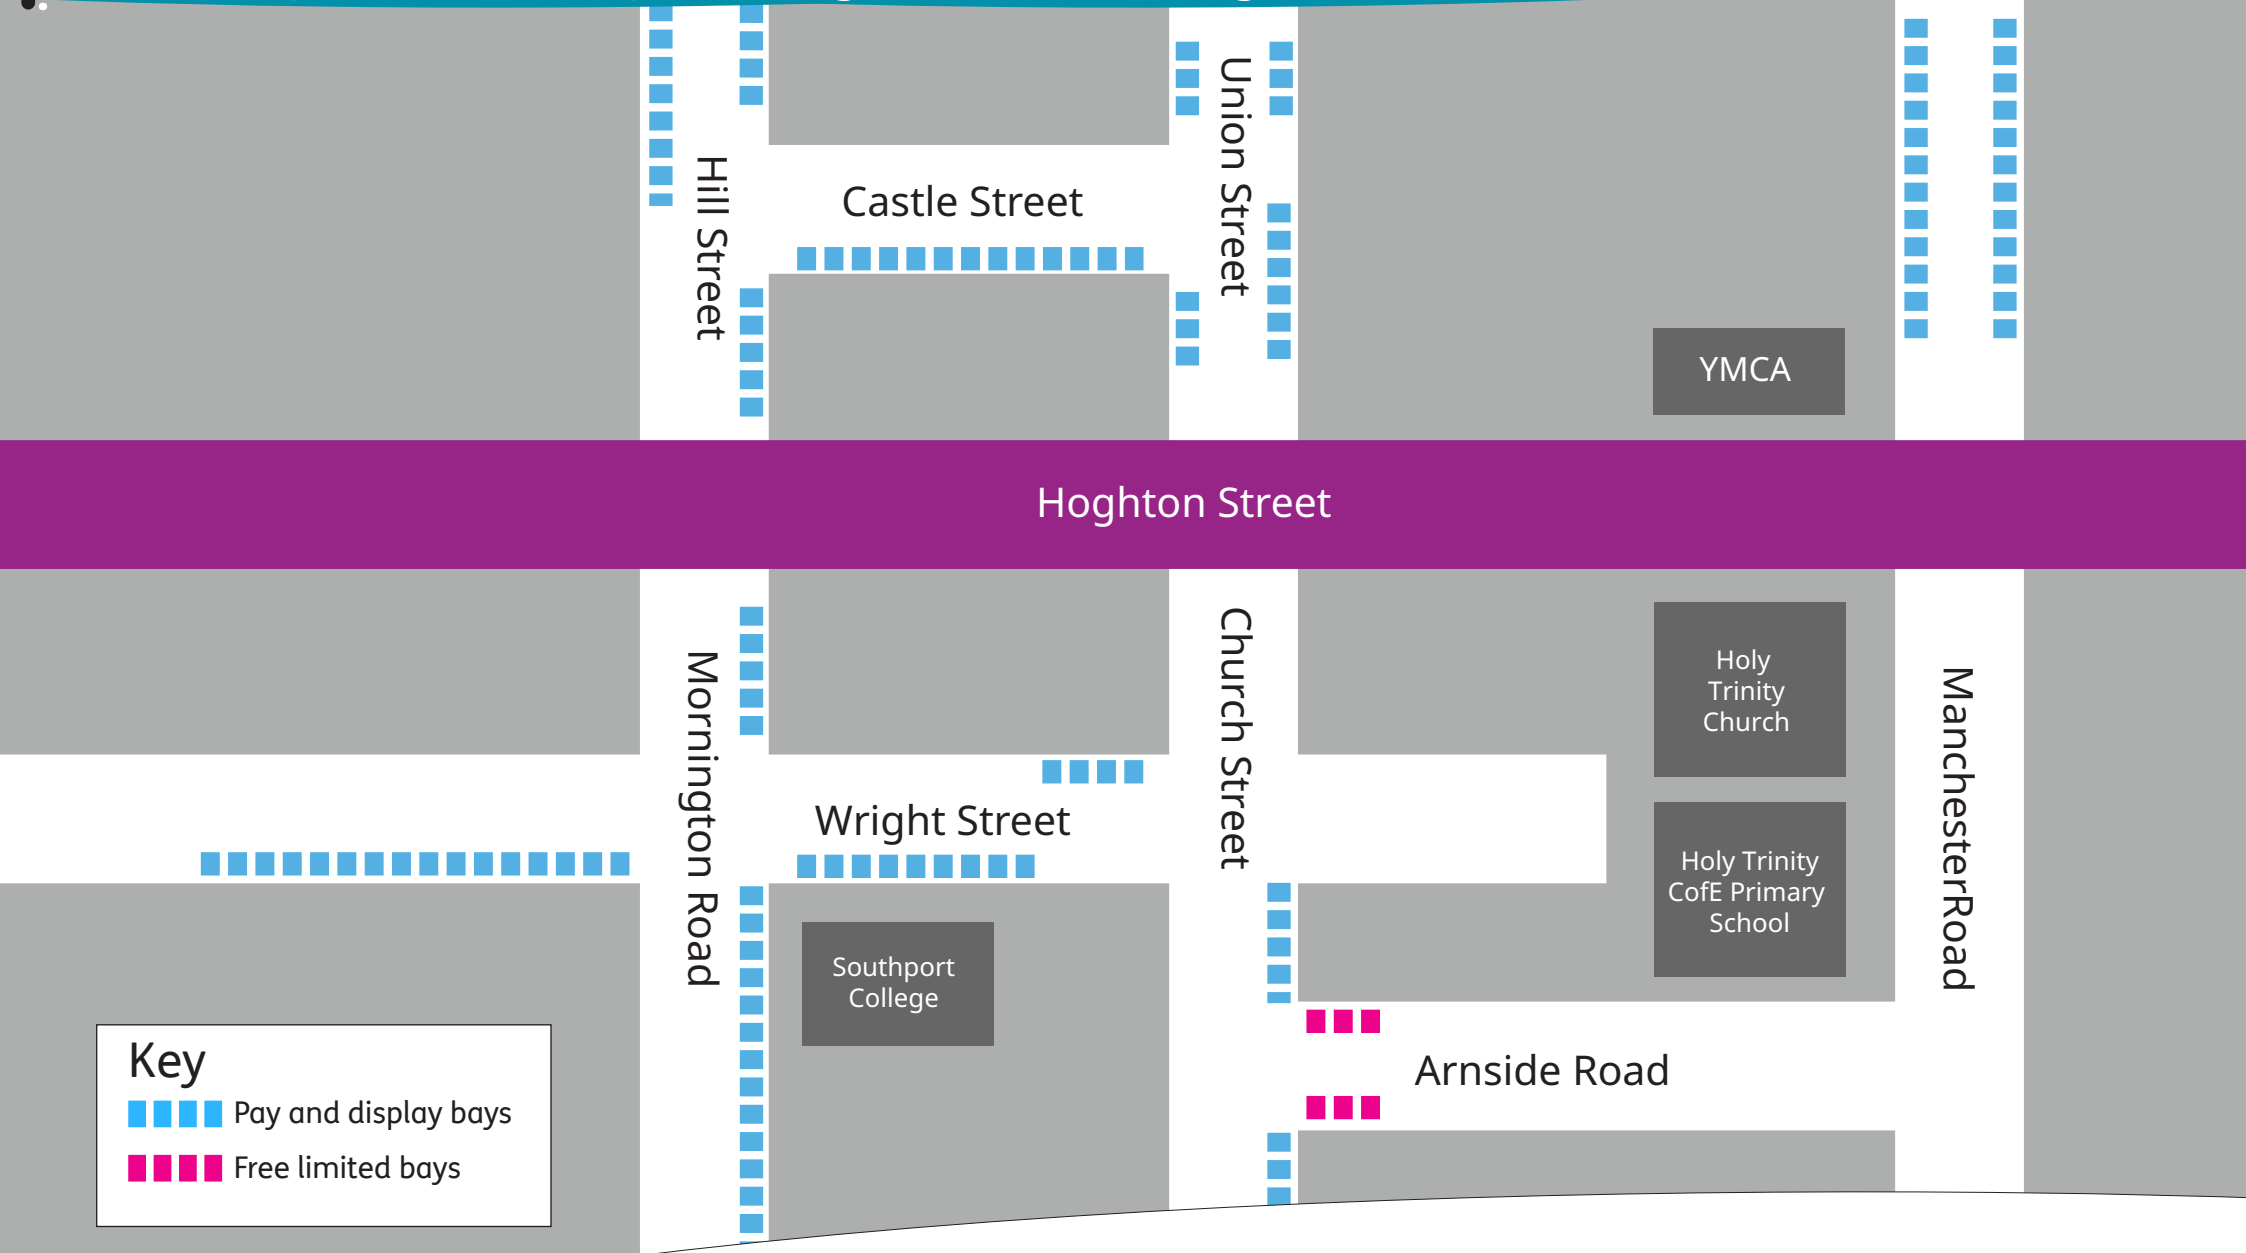 Union Street
Hill Street
Castle Street
YMCA
Hoghton Street
Church Street
Mornington Road
Holy
Trinity
Church
ManchesterRoad
Wright Street
Holy Trinity
CofE Primary
School
Southport
College
Arnside Road
Key
Pay and display bays
Free limited bays